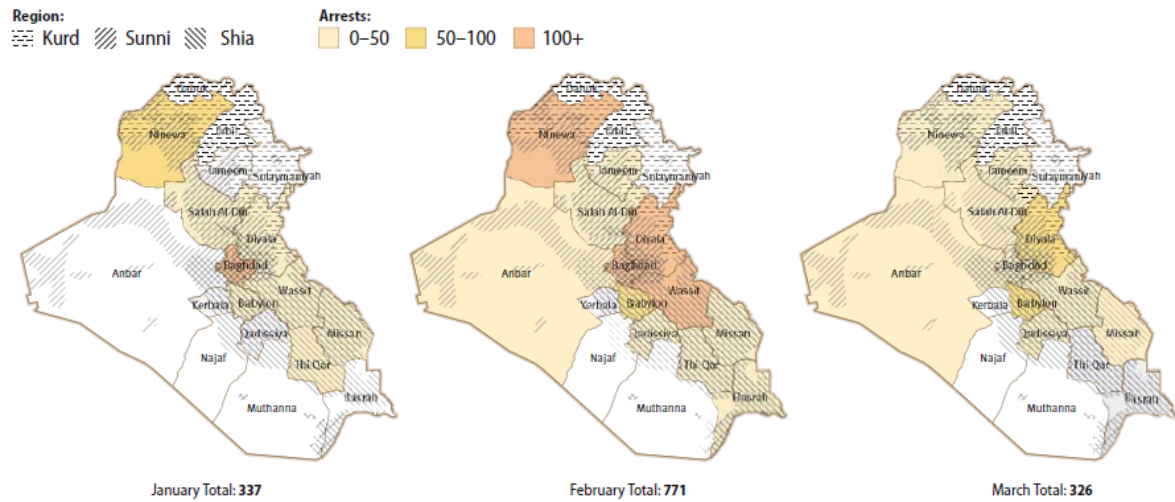 Region: Arrests:
Kurd Sunni Shia 0–50 50–100 100+
Dohuk
Ninewa
Erbil
Tameem
Sulaymaniyah
Salah Al-Din
Diyala
Anbar
Baghdad
Wassit
Kerbala
Babylon
Qadissiya
Missan
Najaf
Thi-Qar
Muthanna
Basrah
January Total: 337
Dahuk
Ninewa
Erbil
Tameem
Sulaymaniyah
Salah Al-Din
Diyala
Anbar
Baghdad
Wassit
Kerbala
Babylon
Qadissiya
Missan
Najaf
Thi-Qar
Muthanna
Basrah
February Total: 771
Dahuk
Ninewa
Erbil
Tameem
Sulaymaniyah
Salah Al-Din
Diyala
Anbar
Baghdad
Wassit
Kerbala
Babylon
Qadissiya
Missan
Najaf
Thi-Qar
Muthanna
Basrah
March Total: 326